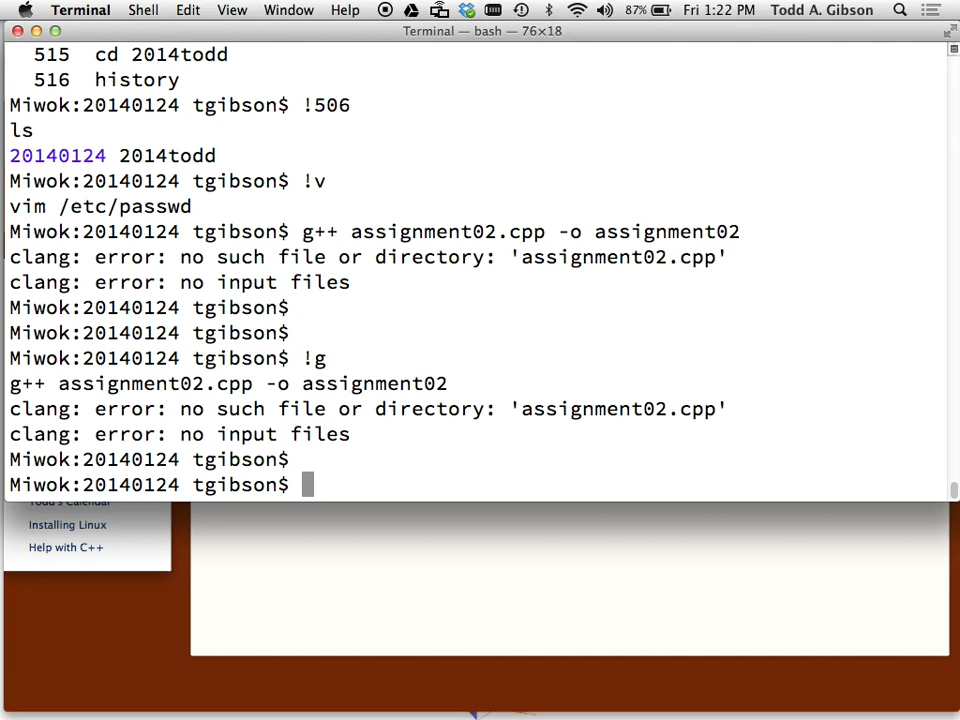 Terminal Shell Edit View Window Help 87% Fri 1:22 PM Todd A. Gibson
Terminal — bash — 76×18
515 cd 2014todd
516 history
Miwok:20140124 tgibson$ !506
ls
20140124 2014todd
Miwok:20140124 tgibson$ !v
vim /etc/passwd
Miwok:20140124 tgibson$ g++ assignment02.cpp -o assignment02
clang: error: no such file or directory: 'assignment02.cpp'
clang: error: no input files
Miwok:20140124 tgibson$
Miwok:20140124 tgibson$
Miwok:20140124 tgibson$ !g
g++ assignment02.cpp -o assignment02
clang: error: no such file or directory: 'assignment02.cpp'
clang: error: no input files
Miwok:20140124 tgibson$
Miwok:20140124 tgibson$
Todd's Calendar
Installing Linux
Help with C++